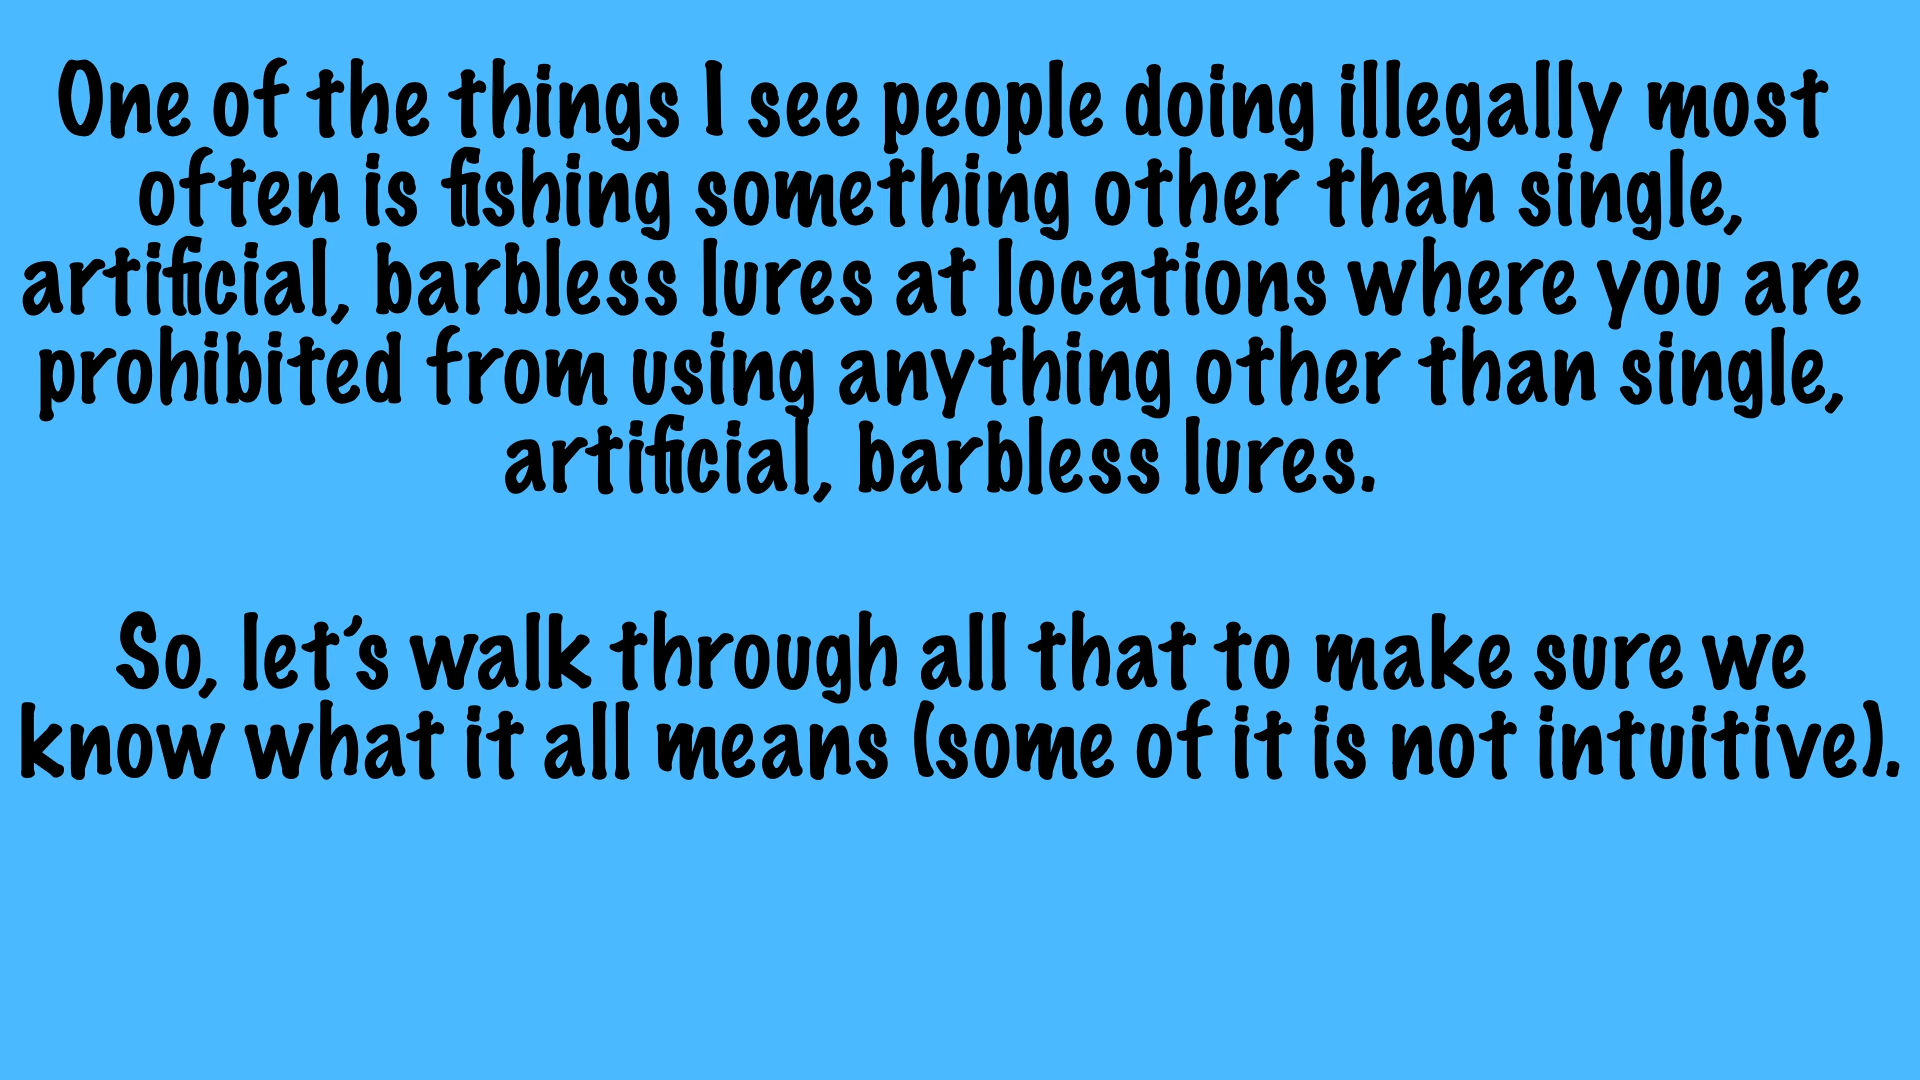 One of the things I see people doing illegally most
often is fishing something other than single,
artificial, barbless lures at locations where you are
prohibited from using anything other than single,
artificial, barbless lures.
So, let’s walk through all that to make sure we
know what it all means (some of it is not intuitive).